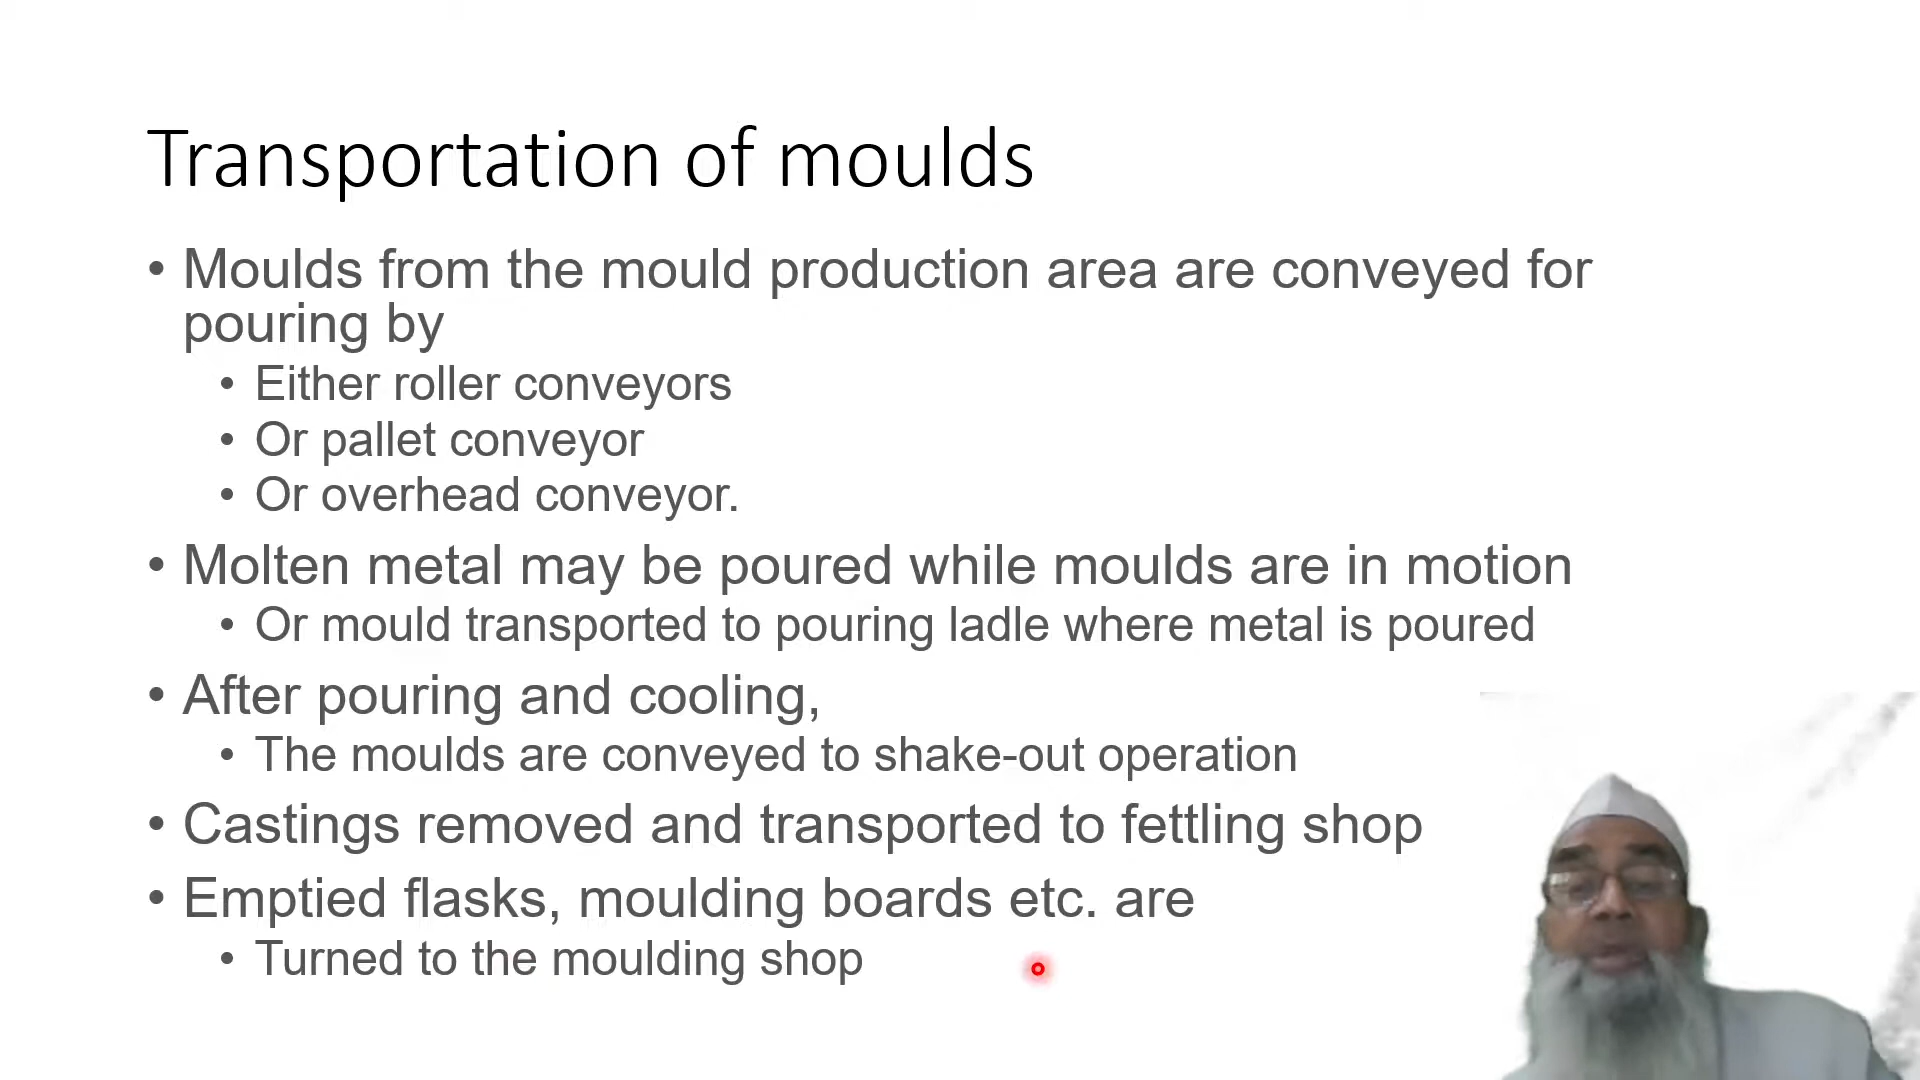 Transportation of moulds
• Moulds from the mould production area are conveyed for
pouring by
• Either roller conveyors
• Or pallet conveyor
• Or overhead conveyor.
• Molten metal may be poured while moulds are in motion
• Or mould transported to pouring ladle where metal is poured
• After pouring and cooling,
• The moulds are conveyed to shake-out operation
• Castings removed and transported to fettling shop
• Emptied flasks, moulding boards etc. are
• Turned to the moulding shop